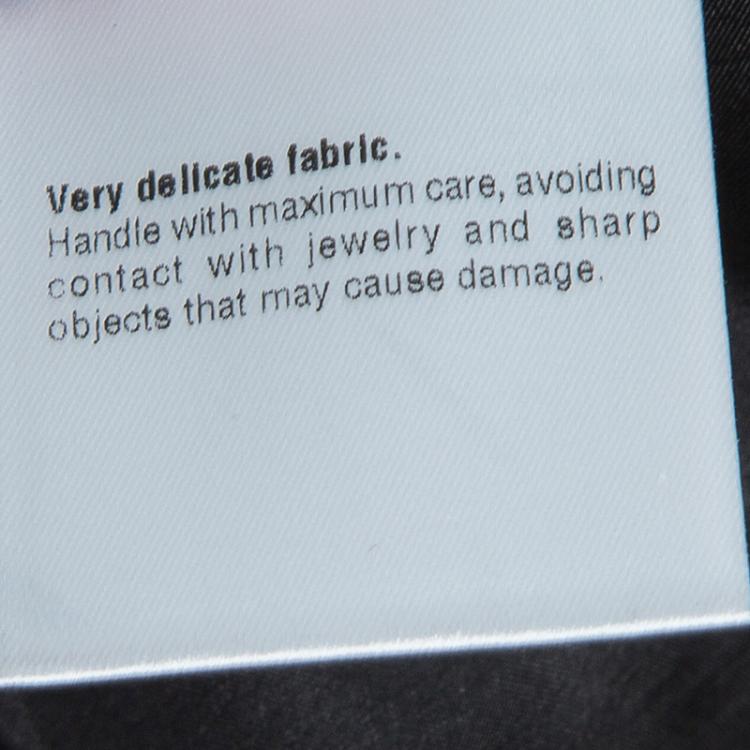 Very delicate fabric.
Handle with maximum care, avoiding
contact with jewelry and sharp
objects that may cause damage.